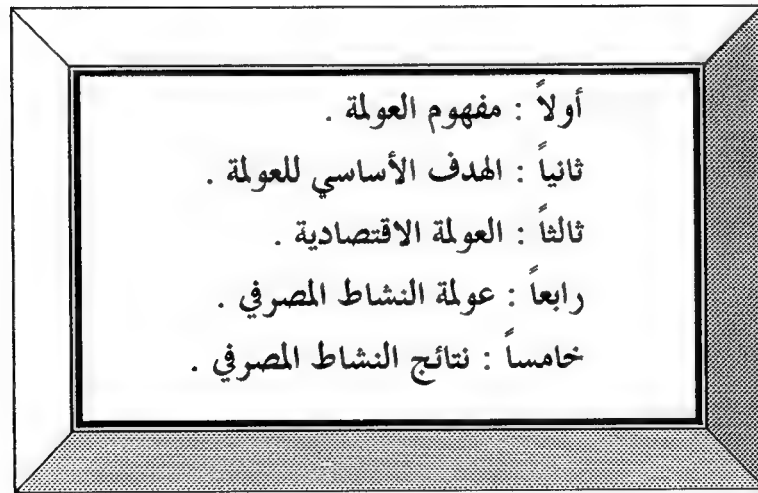 أولاً : مفهوم العولمة .
ثانياً : الهدف الأساسي للعولمة .
ثالثاً : العولمة الاقتصادية .
رابعاً : عولمة النشاط المصرفي .
خامساً : نتائج النشاط المصرفي .